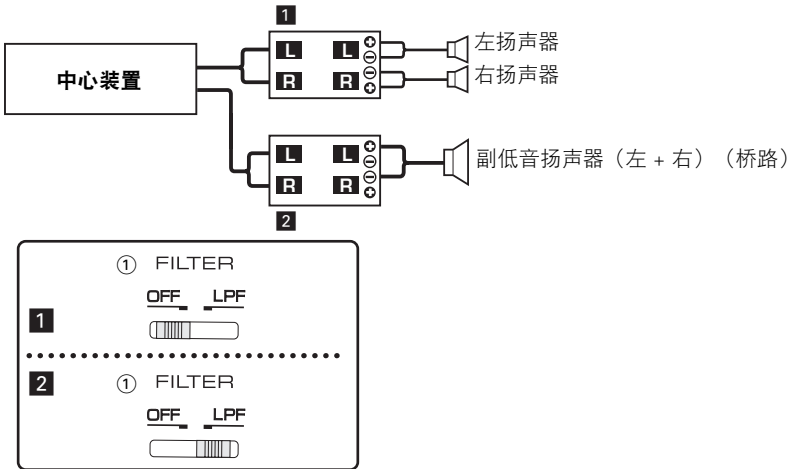 1
L L ⊕ 左扬声器
⊖
中心装置
⊖
R R ⊕ 右扬声器
L L ⊕
⊖ 副低音扬声器（左 + 右）（桥路）
⊖
R R ⊕
2
① FILTER
OFF LPF
1
2 ① FILTER
OFF LPF